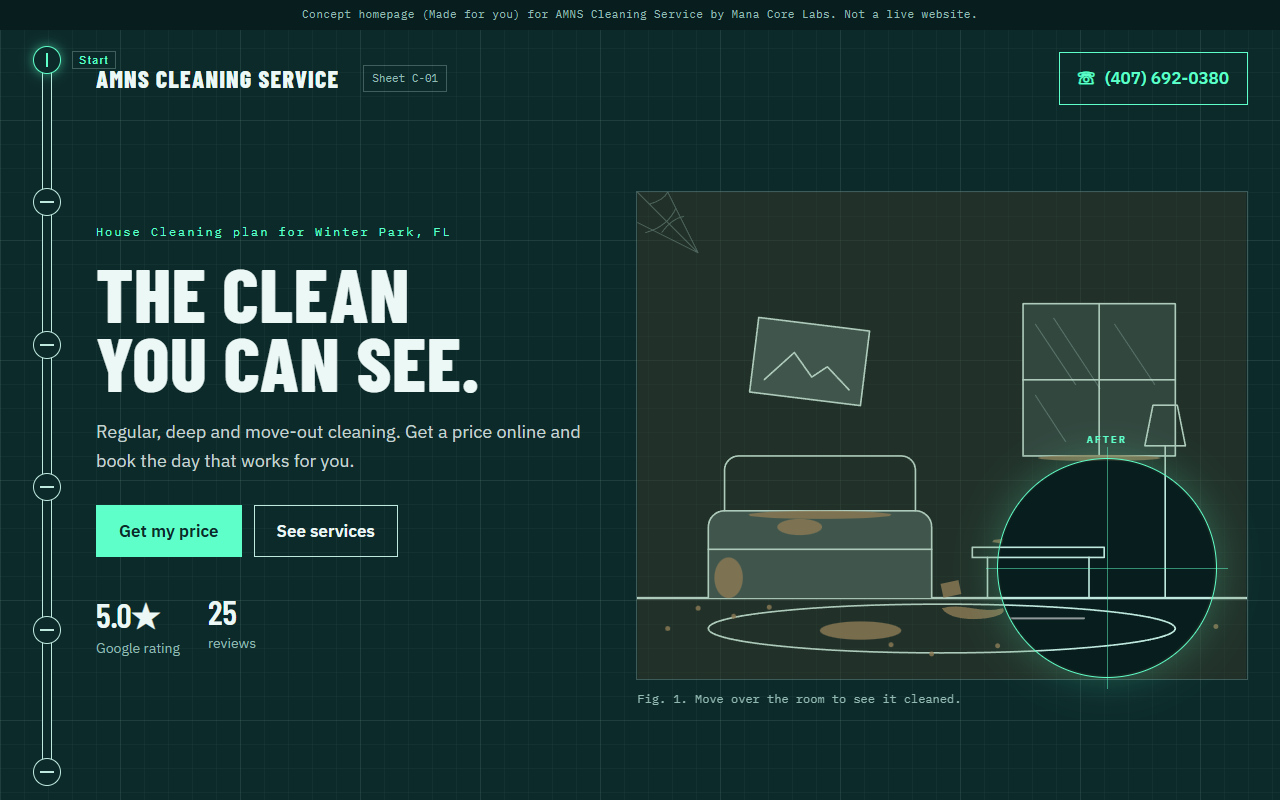 Concept homepage (Made for you) for AMNS Cleaning Service by Mana Core Labs. Not a live website.
Start
AMNS CLEANING SERVICE
Sheet C-01
☎ (407) 692-0380
House Cleaning plan for Winter Park, FL
THE CLEAN
YOU CAN SEE.
Regular, deep and move-out cleaning. Get a price online and
book the day that works for you.
Get my price
See services
5.0★
Google rating
25
reviews
AFTER
Fig. 1. Move over the room to see it cleaned.